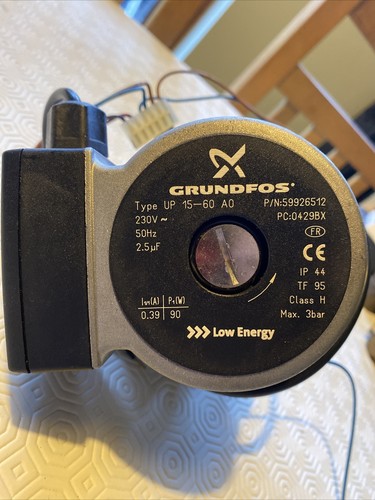 GRUNDFOS
Type UP 15-60 AO P/N:59926512
230V ~ PC:0429BX
50Hz FR
2.5µF CE
IP 44
TF 95
I1/1(A) P1(W) Class H
0.39 90 Max. 3bar
Low Energy